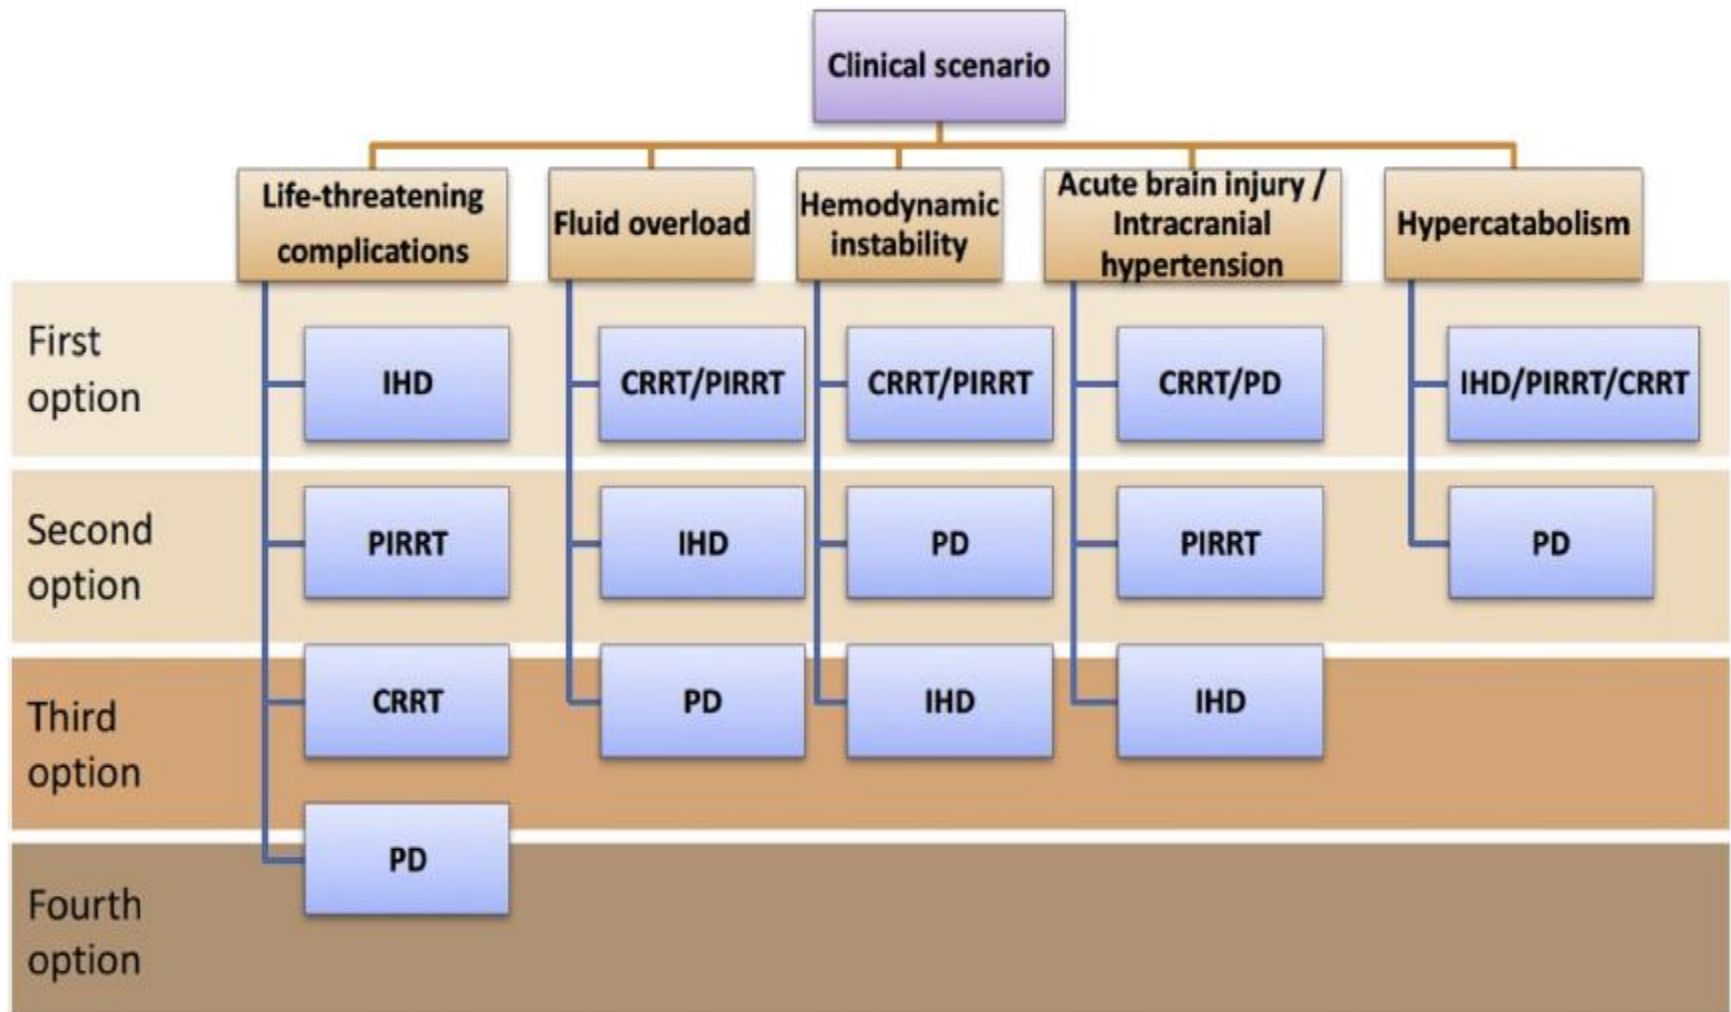 Clinical scenario
Life-threatening
complications
Fluid overload
Hemodynamic
instability
Acute brain injury /
Intracranial
hypertension
Hypercatabolism
First
option
IHD
CRRT/PIRRT
CRRT/PIRRT
CRRT/PD
IHD/PIRRT/CRRT
Second
option
PIRRT
IHD
PD
PIRRT
PD
Third
option
CRRT
PD
IHD
IHD
Fourth
option
PD